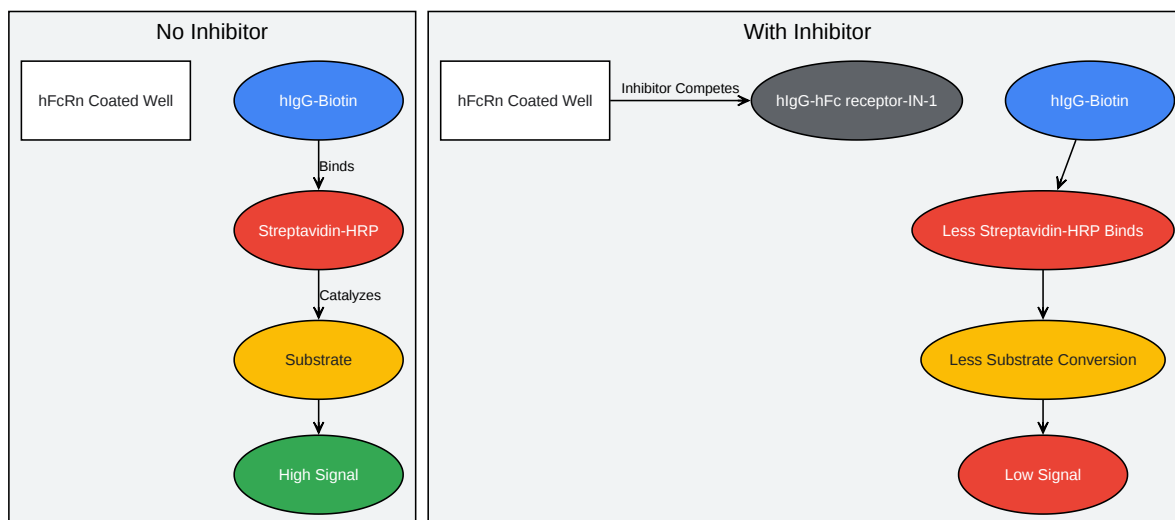 No Inhibitor
hFcRn Coated Well
hIgG-Biotin
Binds
Streptavidin-HRP
Catalyzes
Substrate
High Signal
With Inhibitor
hFcRn Coated Well
Inhibitor Competes
hIgG-hFc receptor-IN-1
hIgG-Biotin
Less Streptavidin-HRP Binds
Less Substrate Conversion
Low Signal